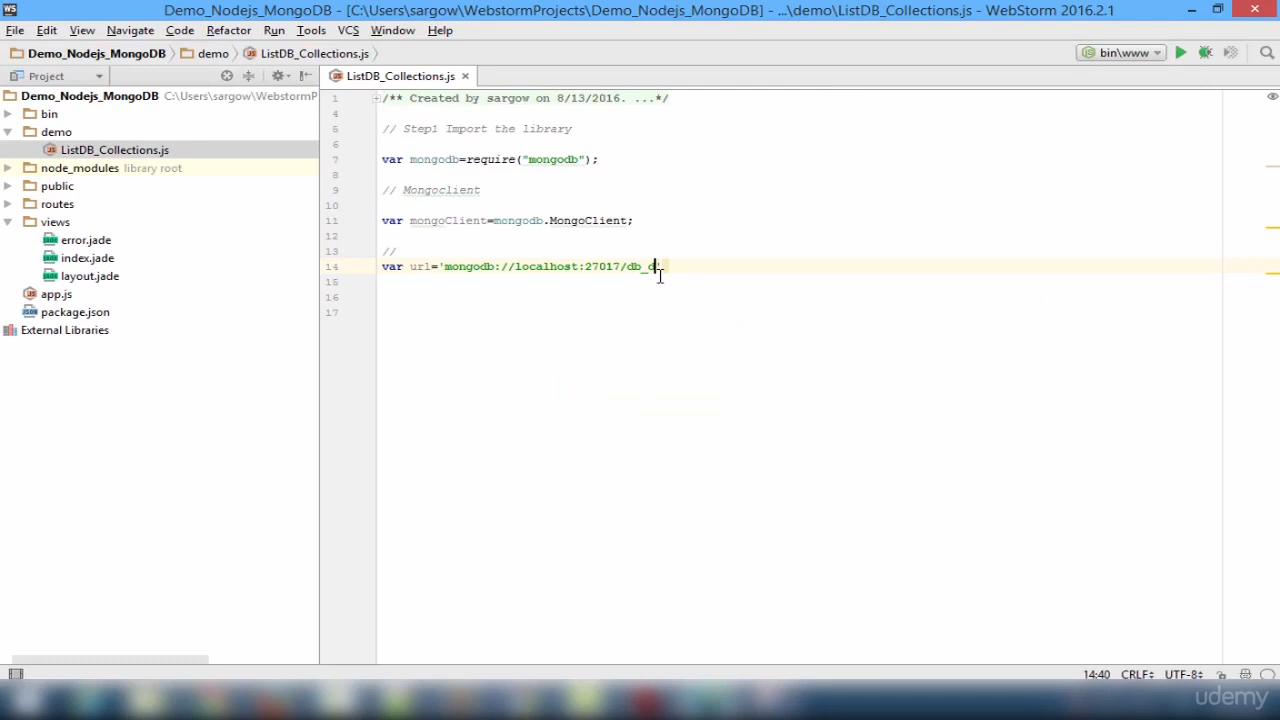 WS
Demo_Nodejs_MongoDB - [C:\Users\sargow\WebstormProjects\Demo_Nodejs_MongoDB] - ...\demo\ListDB_Collections.js - WebStorm 2016.2.1
File Edit View Navigate Code Refactor Run Tools VCS Window Help
Demo_Nodejs_MongoDB demo ListDB_Collections.js
bin\www
Project
ListDB_Collections.js
Demo_Nodejs_MongoDB C:\Users\sargow\WebstormP
bin
demo
ListDB_Collections.js
node_modules library root
public
routes
views
error.jade
index.jade
layout.jade
app.js
package.json
External Libraries
1 /** Created by sargow on 8/13/2016. ...*/
4
5 // Step1 Import the library
6
7 var mongodb=require("mongodb");
8
9 // Mongoclient
10
11 var mongoClient=mongodb.MongoClient;
12
13 //
14 var url='mongodb://localhost:27017/db_d'
15
16
17
14:40 CRLF UTF-8
udemy